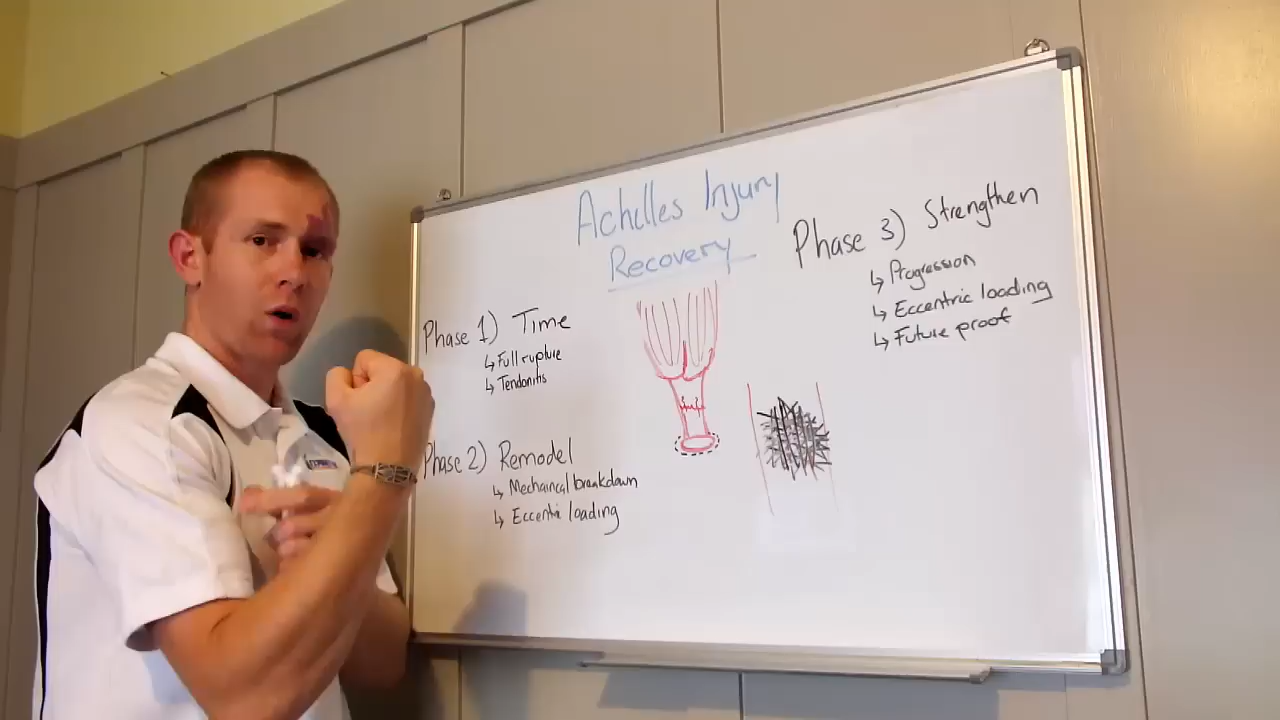 Achilles Injury
Recovery
Phase 1) Time
↳ Full rupture
↳ Tendonitis
Phase 2) Remodel
↳ Mechaincal breakdown
↳ Eccentric loading
Phase 3) Strengthen
↳ Progression
↳ Eccentric loading
↳ Future proof